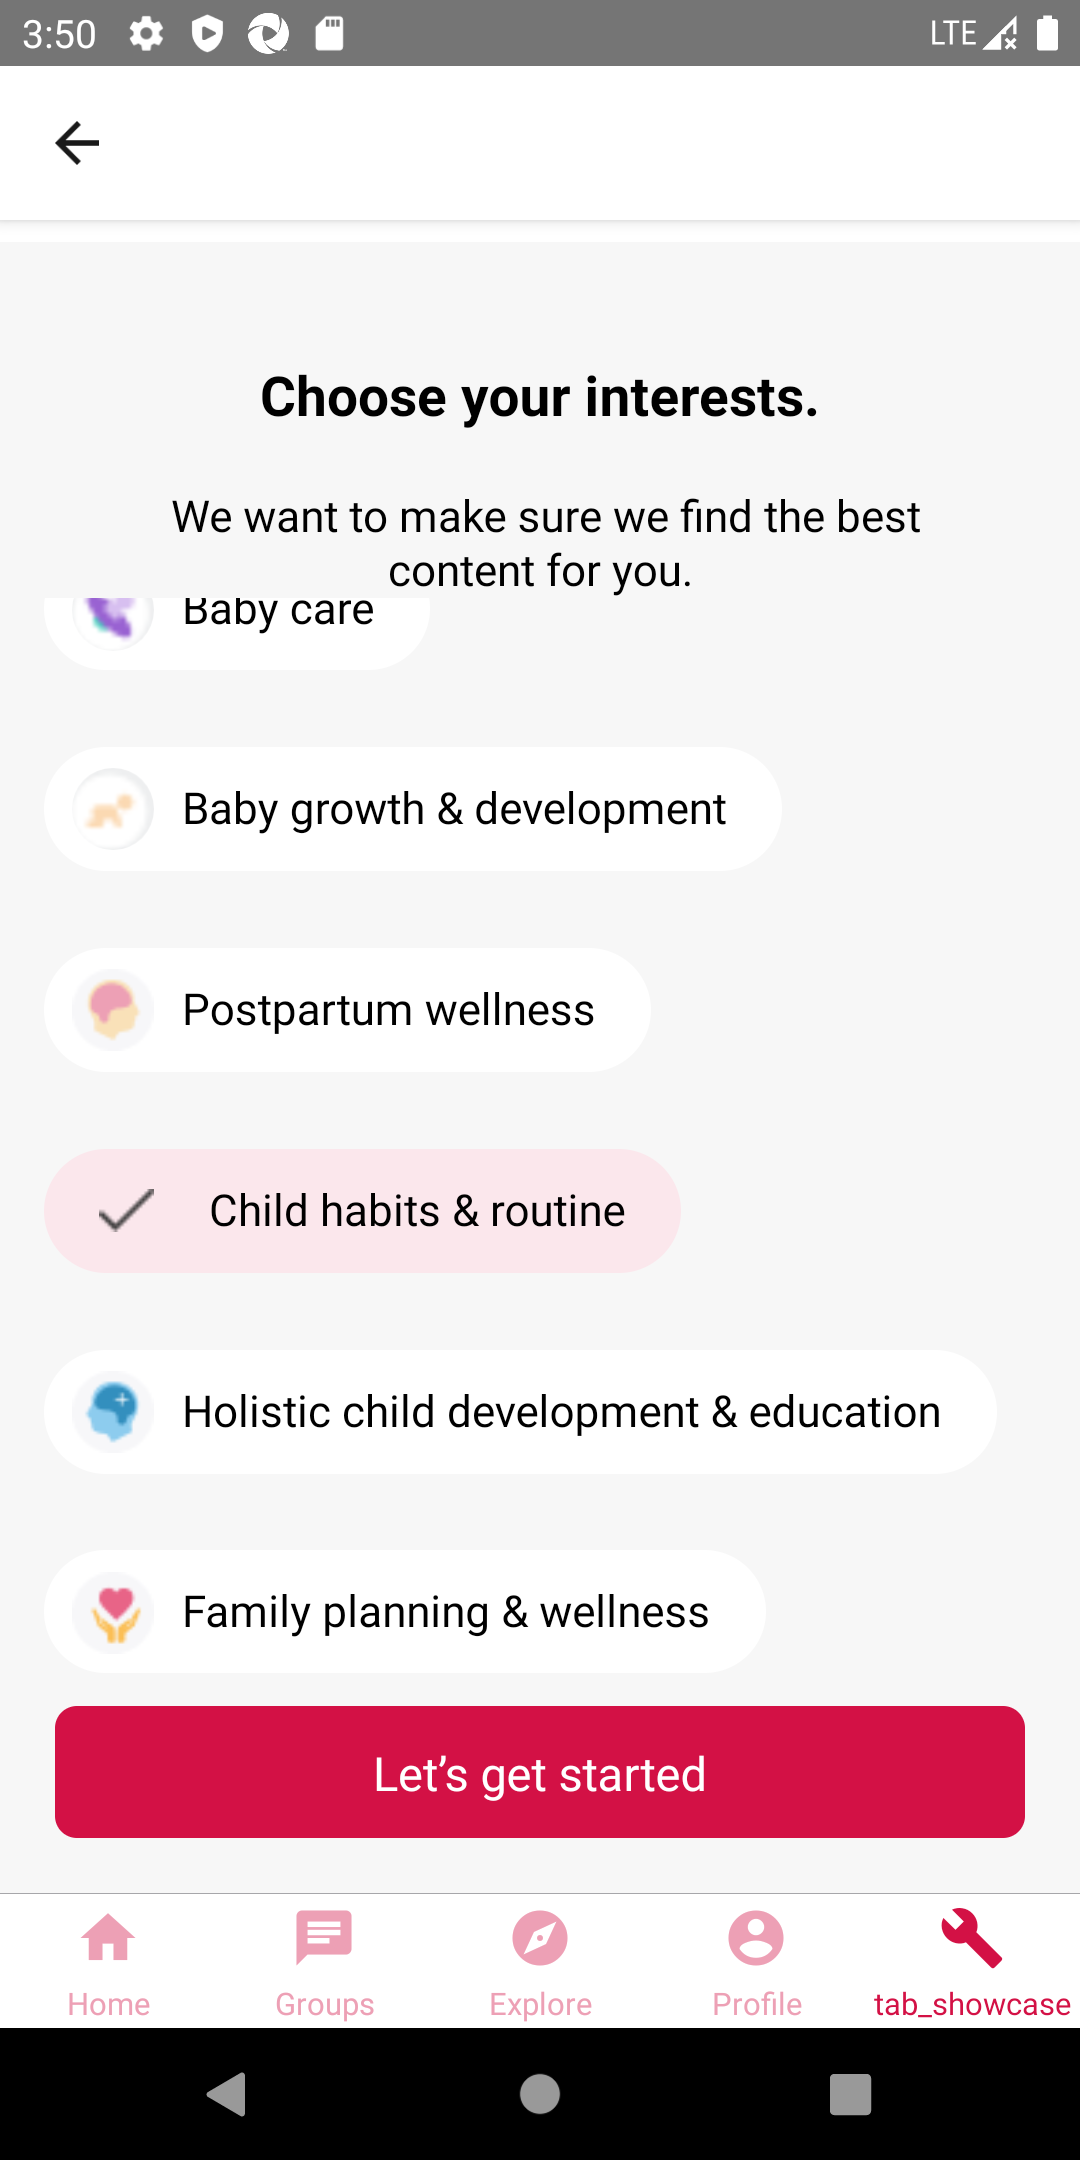 3:50
LTE
Choose your interests.
We want to make sure we find the best
content for you.
Baby care
Baby growth & development
Postpartum wellness
Child habits & routine
Holistic child development & education
Family planning & wellness
Let’s get started
Home
Groups
Explore
Profile
tab_showcase